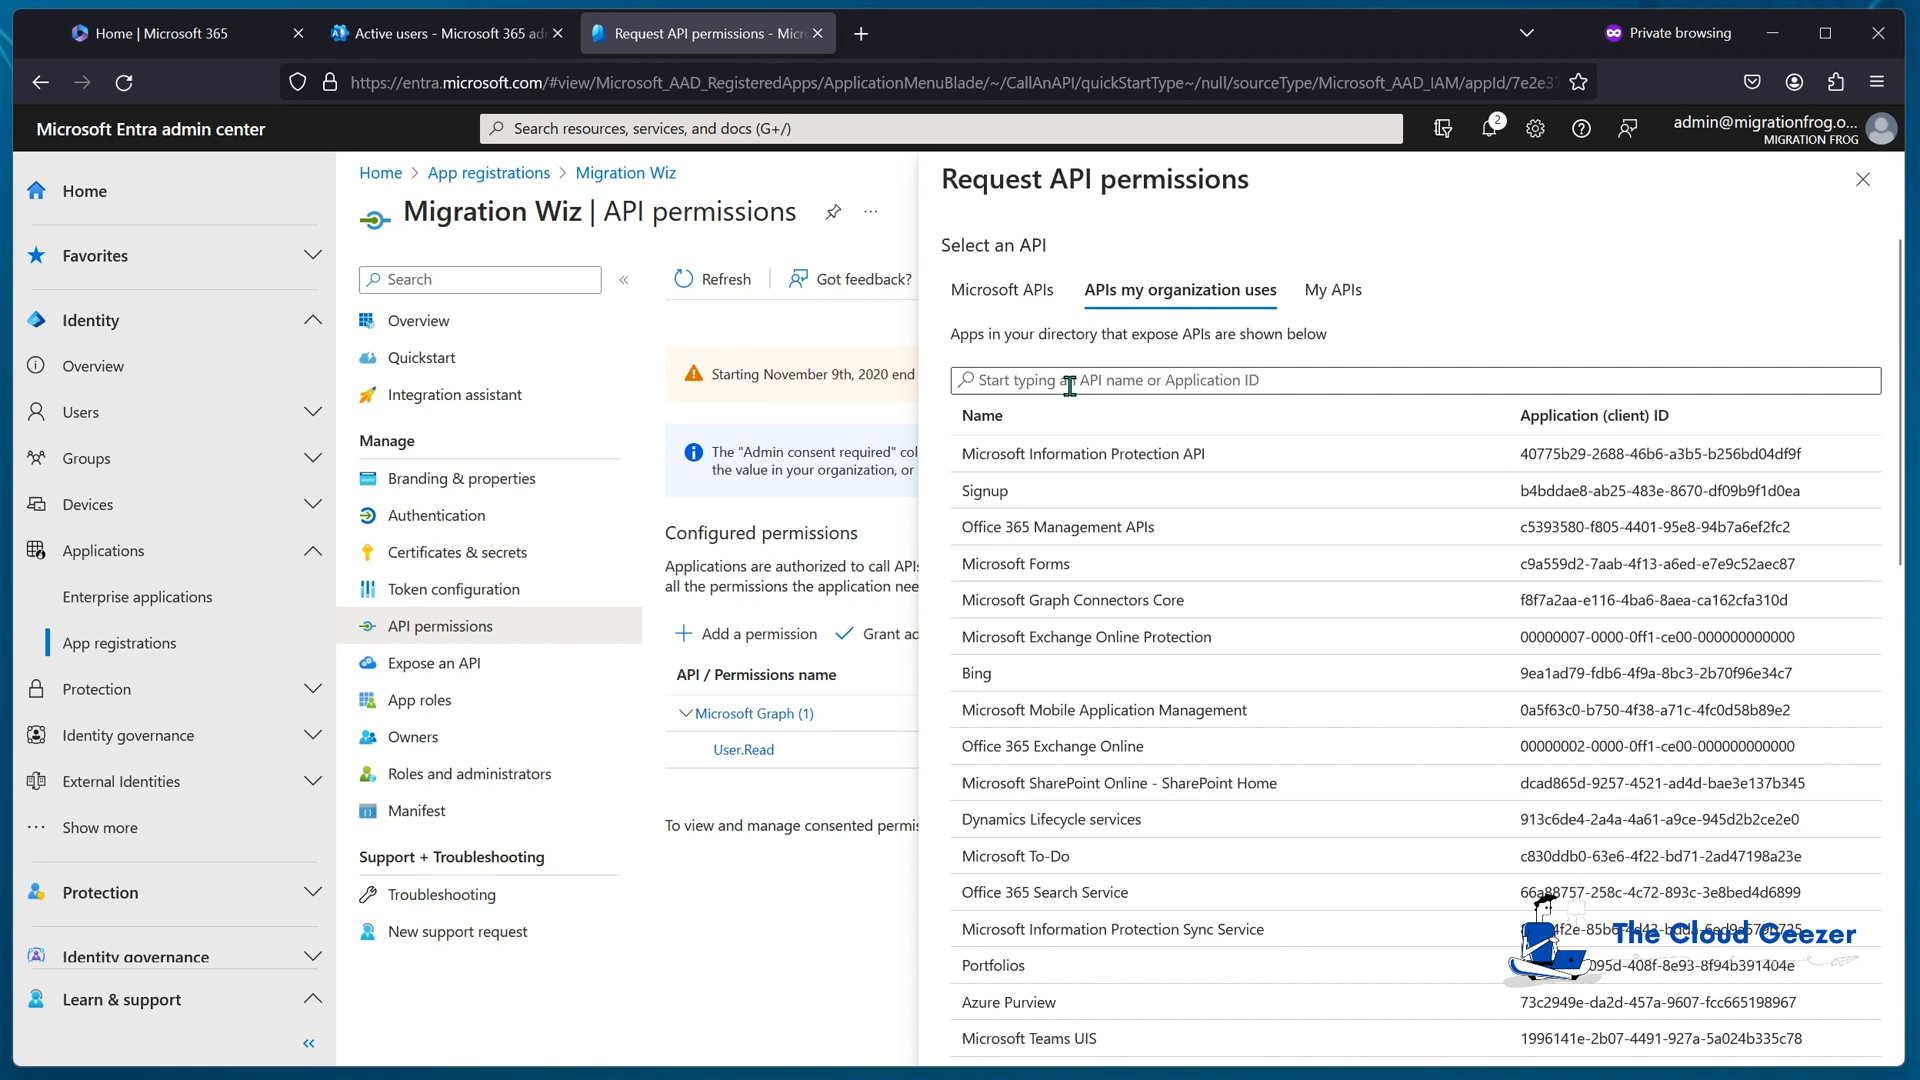 Home | Microsoft 365
Active users - Microsoft 365 ad
Request API permissions - Micr
Private browsing
https://entra.microsoft.com/#view/Microsoft_AAD_RegisteredApps/ApplicationMenuBlade/~/CallAnAPI/quickStartType~/null/sourceType/Microsoft_AAD_IAM/appId/7e2e37
Microsoft Entra admin center
Search resources, services, and docs (G+/)
2
admin@migrationfrog.o...
MIGRATION FROG
Home
Favorites
Identity
Overview
Users
Groups
Devices
Applications
Enterprise applications
App registrations
Protection
Identity governance
External Identities
Show more
Protection
Identity governance
Learn & support
Home > App registrations > Migration Wiz
Migration Wiz | API permissions
Search
Overview
Quickstart
Integration assistant
Manage
Branding & properties
Authentication
Certificates & secrets
Token configuration
API permissions
Expose an API
App roles
Owners
Roles and administrators
Manifest
Support + Troubleshooting
Troubleshooting
New support request
Refresh
Got feedback?
Starting November 9th, 2020 end
The "Admin consent required" col
the value in your organization, or
Configured permissions
Applications are authorized to call APIs
all the permissions the application nee
Add a permission
Grant ad
API / Permissions name
Microsoft Graph (1)
User.Read
To view and manage consented permis
Request API permissions
Select an API
Microsoft APIs
APIs my organization uses
My APIs
Apps in your directory that expose APIs are shown below
Start typing an API name or Application ID
Name Application (client) ID
Microsoft Information Protection API 40775b29-2688-46b6-a3b5-b256bd04df9f
Signup b4bddae8-ab25-483e-8670-df09b9f1d0ea
Office 365 Management APIs c5393580-f805-4401-95e8-94b7a6ef2fc2
Microsoft Forms c9a559d2-7aab-4f13-a6ed-e7e9c52aec87
Microsoft Graph Connectors Core f8f7a2aa-e116-4ba6-8aea-ca162cfa310d
Microsoft Exchange Online Protection 00000007-0000-0ff1-ce00-000000000000
Bing 9ea1ad79-fdb6-4f9a-8bc3-2b70f96e34c7
Microsoft Mobile Application Management 0a5f63c0-b750-4f38-a71c-4fc0d58b89e2
Office 365 Exchange Online 00000002-0000-0ff1-ce00-000000000000
Microsoft SharePoint Online - SharePoint Home dcad865d-9257-4521-ad4d-bae3e137b345
Dynamics Lifecycle services 913c6de4-2a4a-4a61-a9ce-945d2b2ce2e0
Microsoft To-Do c830ddb0-63e6-4f22-bd71-2ad47198a23e
Office 365 Search Service 66a88757-258c-4c72-893c-3e8bed4d6899
Microsoft Information Protection Sync Service
The Cloud Geezer
Portfolios 095d-408f-8e93-8f94b391404e
Azure Purview 73c2949e-da2d-457a-9607-fcc665198967
Microsoft Teams UIS 1996141e-2b07-4491-927a-5a024b335c78